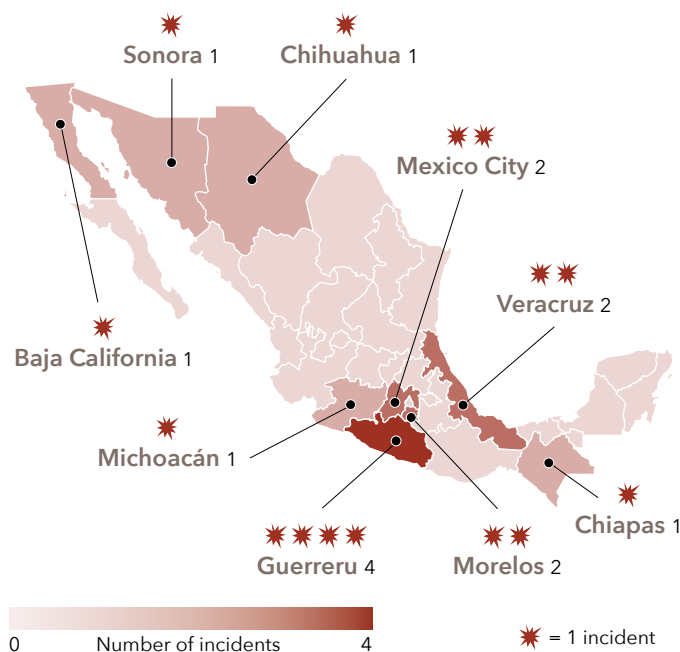 Sonora 1
Chihuahua 1
Mexico City 2
Veracruz 2
Baja California 1
Michoacán 1
Chiapas 1
Guerreru 4
Morelos 2
0 Number of incidents 4
= 1 incident